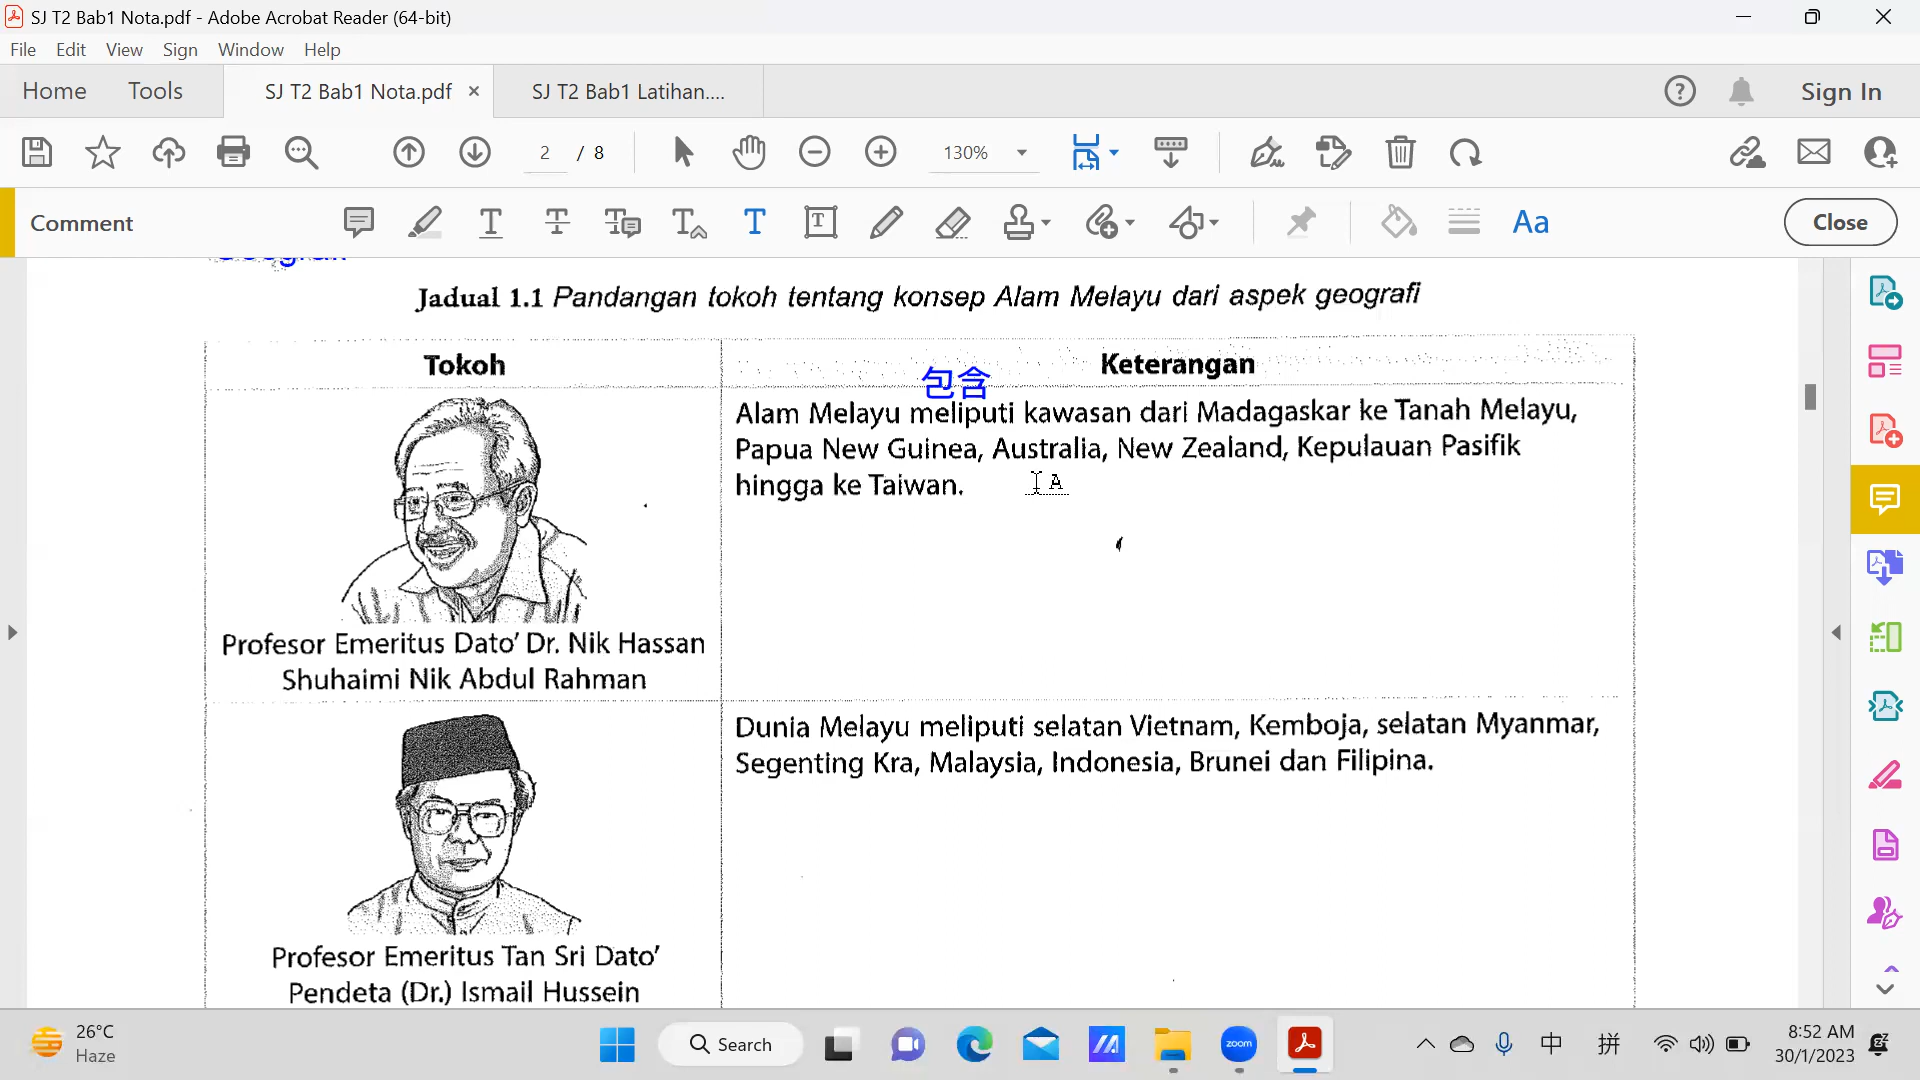 SJ T2 Bab1 Nota.pdf - Adobe Acrobat Reader (64-bit)
File Edit View Sign Window Help
Home Tools SJ T2 Bab1 Nota.pdf × SJ T2 Bab1 Latihan.... Sign In
2 / 8 130%
Comment Aa Close
Jadual 1.1 Pandangan tokoh tentang konsep Alam Melayu dari aspek geografi
Tokoh Keterangan
包含
Alam Melayu meliputi kawasan dari Madagaskar ke Tanah Melayu,
Papua New Guinea, Australia, New Zealand, Kepulauan Pasifik
hingga ke Taiwan.
Profesor Emeritus Dato' Dr. Nik Hassan
Shuhaimi Nik Abdul Rahman
Dunia Melayu meliputi selatan Vietnam, Kemboja, selatan Myanmar,
Segenting Kra, Malaysia, Indonesia, Brunei dan Filipina.
Profesor Emeritus Tan Sri Dato'
Pendeta (Dr.) Ismail Hussein
26°C
Haze
Search
zoom
中 拼
8:52 AM
30/1/2023